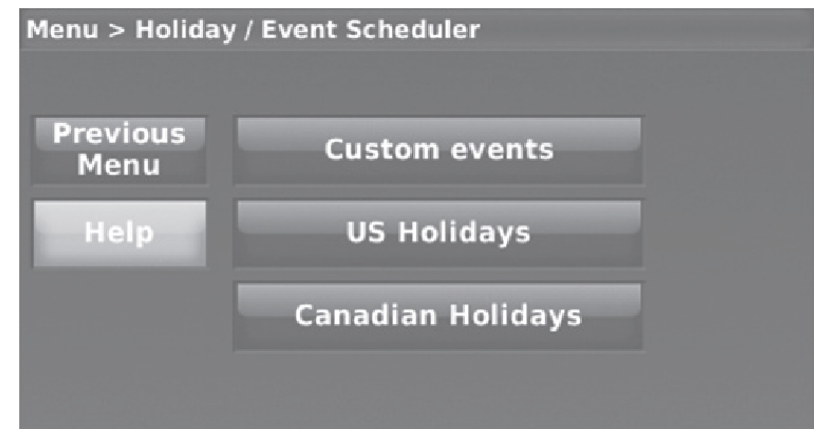 Menu > Holiday / Event Scheduler
Previous
Menu
Custom events
Help
US Holidays
Canadian Holidays